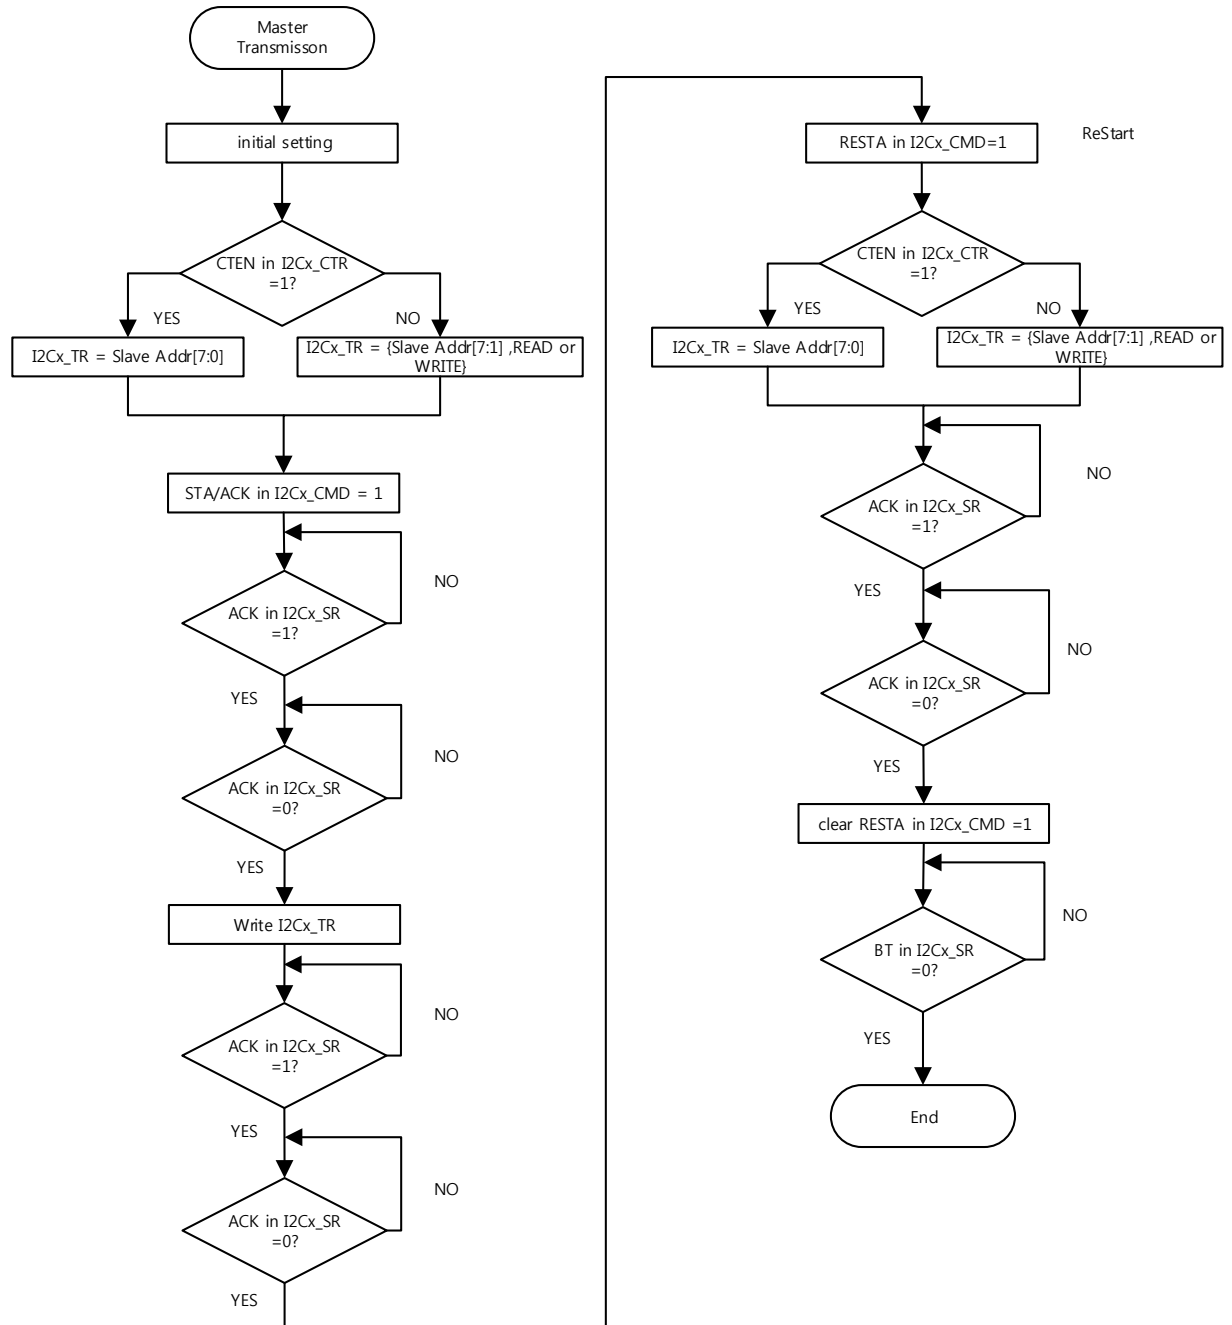 Master
Transmisson
initial setting
CTEN in I2Cx_CTR
=1?
YES
NO
I2Cx_TR = Slave Addr[7:0]
I2Cx_TR = {Slave Addr[7:1] ,READ or
WRITE}
STA/ACK in I2Cx_CMD = 1
NO
ACK in I2Cx_SR
=1?
YES
NO
ACK in I2Cx_SR
=0?
YES
Write I2Cx_TR
NO
ACK in I2Cx_SR
=1?
YES
NO
ACK in I2Cx_SR
=0?
YES
RESTA in I2Cx_CMD=1
ReStart
CTEN in I2Cx_CTR
=1?
YES
NO
I2Cx_TR = Slave Addr[7:0]
I2Cx_TR = {Slave Addr[7:1] ,READ or
WRITE}
NO
ACK in I2Cx_SR
=1?
YES
NO
ACK in I2Cx_SR
=0?
YES
clear RESTA in I2Cx_CMD =1
NO
BT in I2Cx_SR
=0?
YES
End